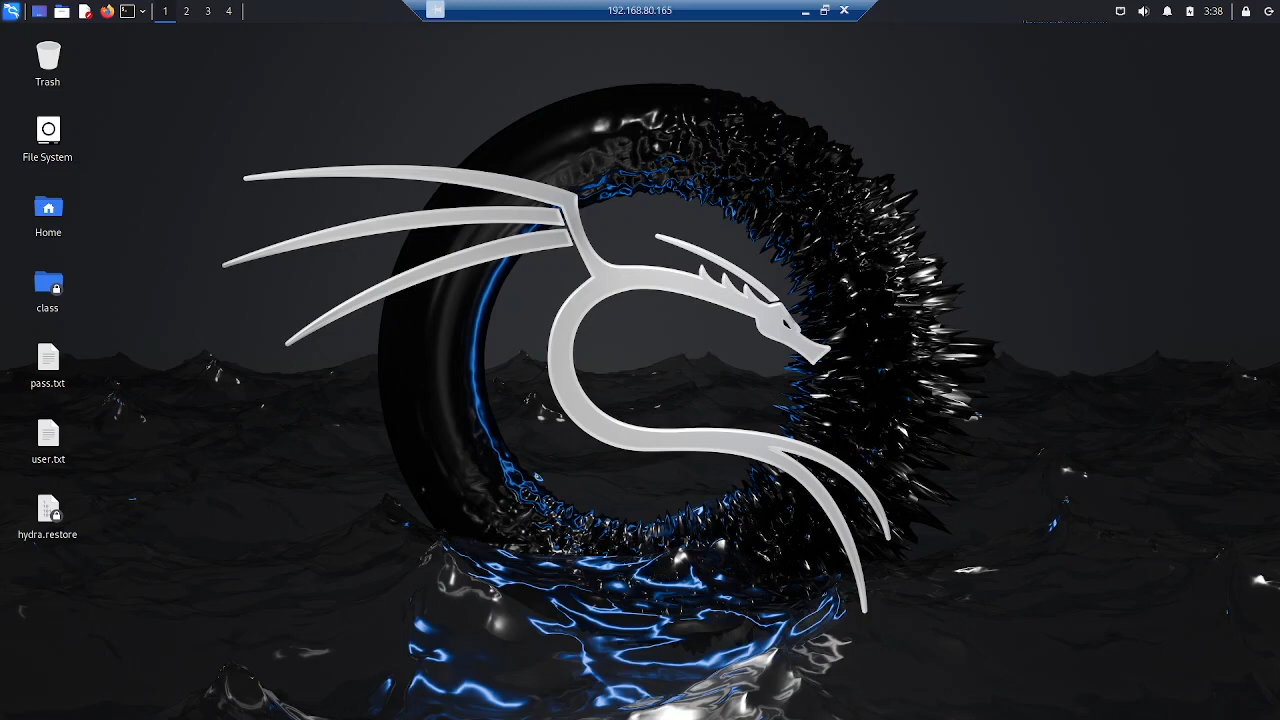 1 2 3 4
192.168.80.165
3:38
Trash
File System
Home
class
pass.txt
user.txt
hydra.restore